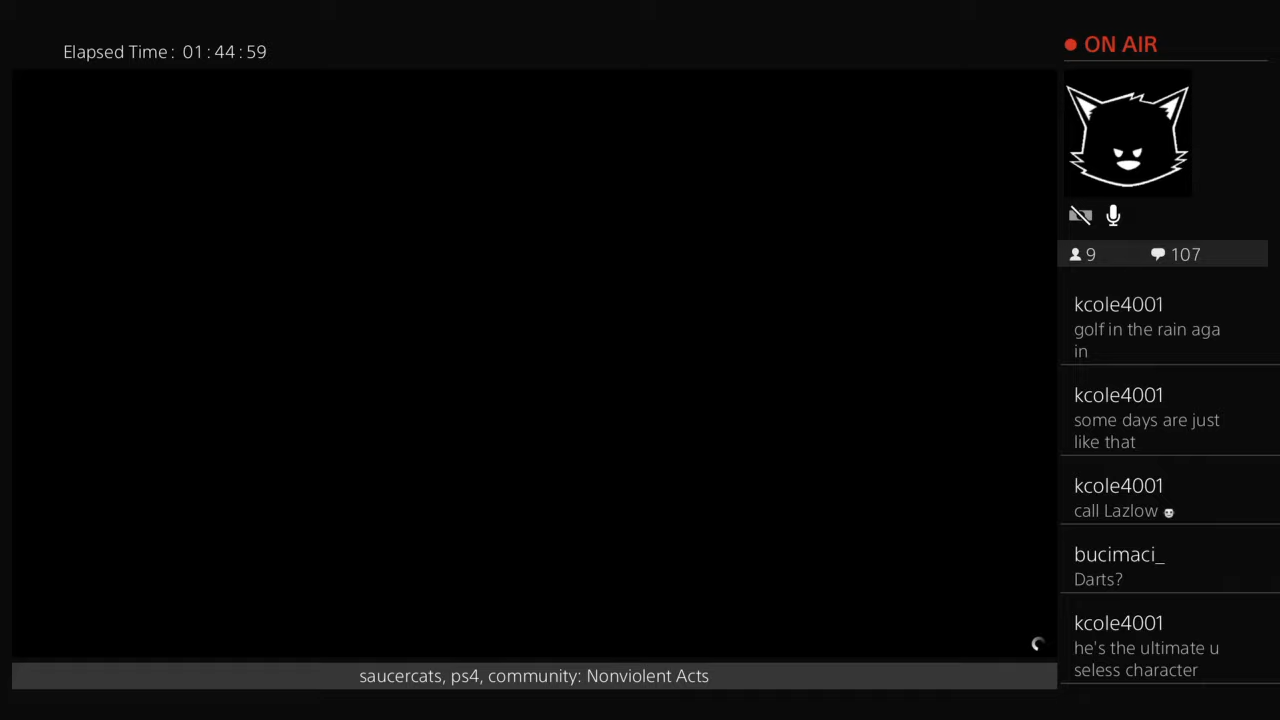 Elapsed Time: 01:44:59
ON AIR
9 107
kcole4001
golf in the rain aga
in
kcole4001
some days are just
like that
kcole4001
call Lazlow
bucimaci_
Darts?
kcole4001
he's the ultimate u
seless character
saucercats, ps4, community: Nonviolent Acts